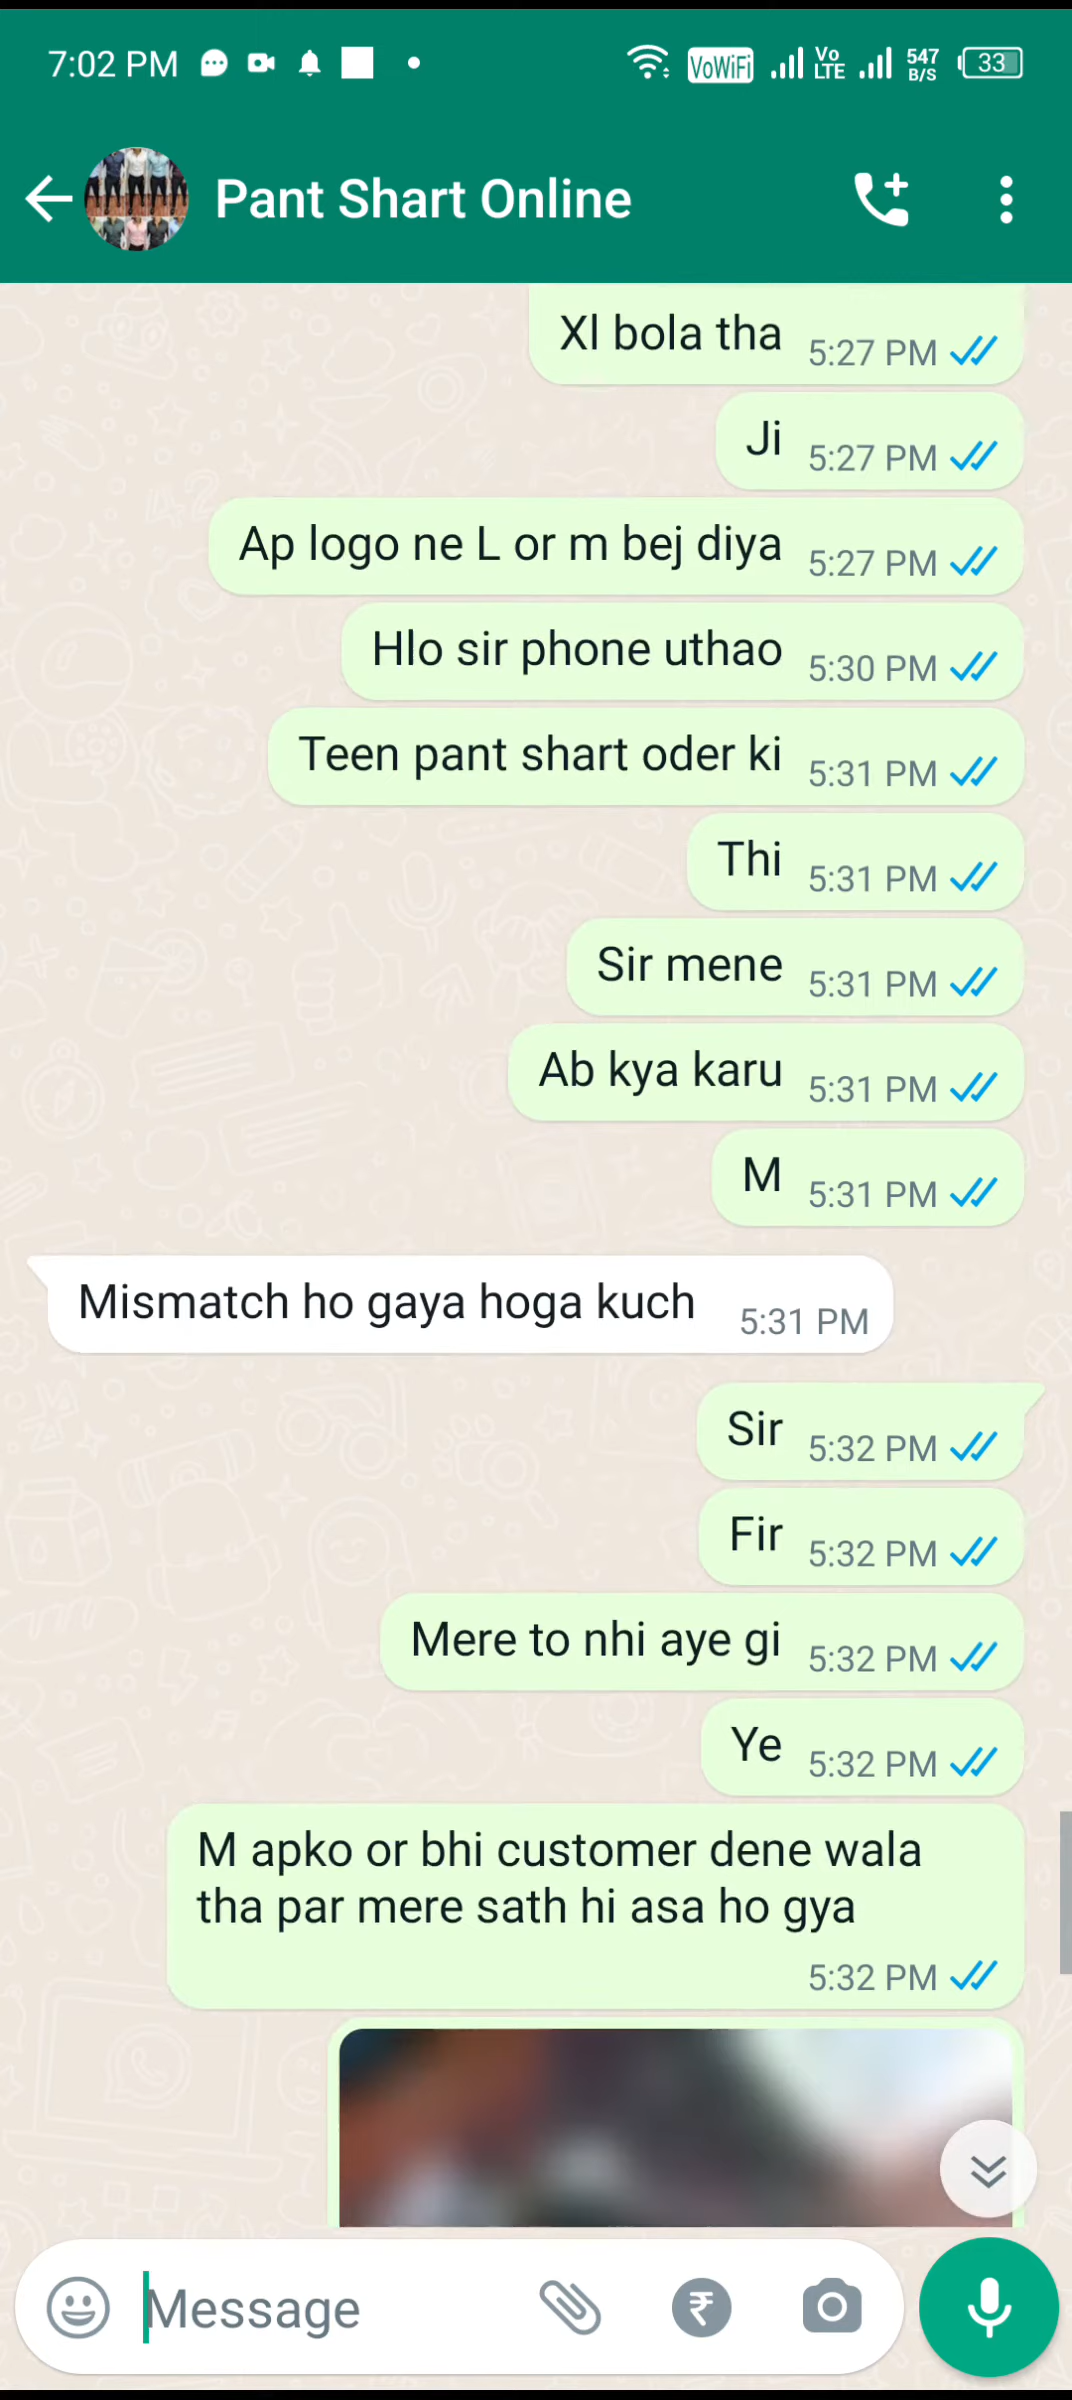 7:02 PM VoWiFi Vo LTE 547 B/S 33
Pant Shart Online
Xl bola tha 5:27 PM
Ji 5:27 PM
Ap logo ne L or m bej diya 5:27 PM
Hlo sir phone uthao 5:30 PM
Teen pant shart oder ki 5:31 PM
Thi 5:31 PM
Sir mene 5:31 PM
Ab kya karu 5:31 PM
M 5:31 PM
Mismatch ho gaya hoga kuch 5:31 PM
Sir 5:32 PM
Fir 5:32 PM
Mere to nhi aye gi 5:32 PM
Ye 5:32 PM
M apko or bhi customer dene wala
tha par mere sath hi asa ho gya
5:32 PM
Message ₹